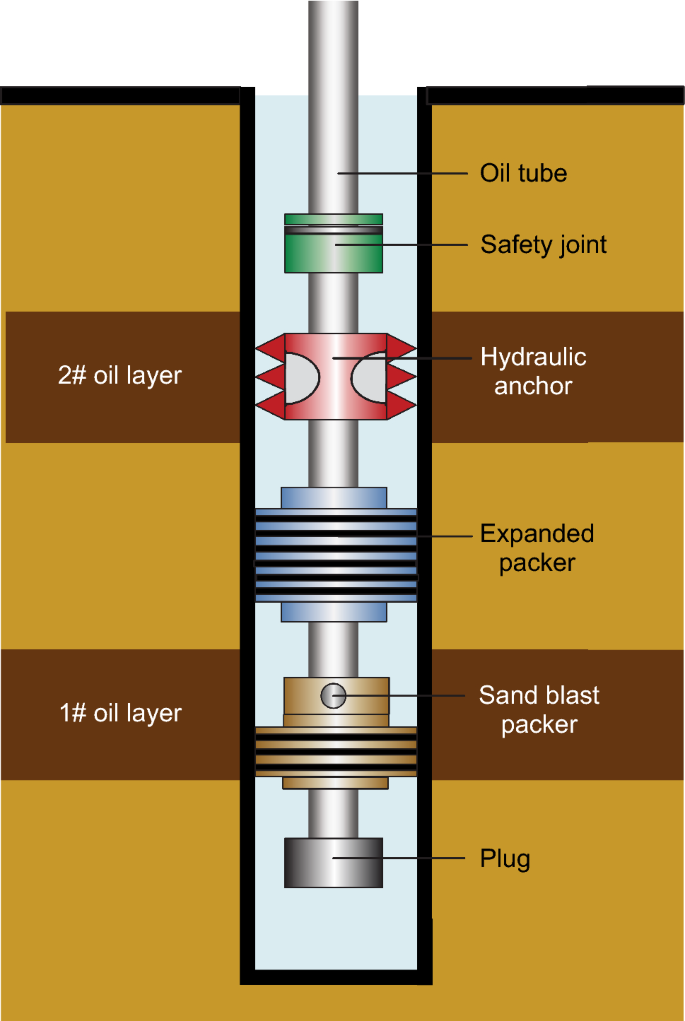 Oil tube
Safety joint
2# oil layer
Hydraulic
anchor
Expanded
packer
1# oil layer
Sand blast
packer
Plug